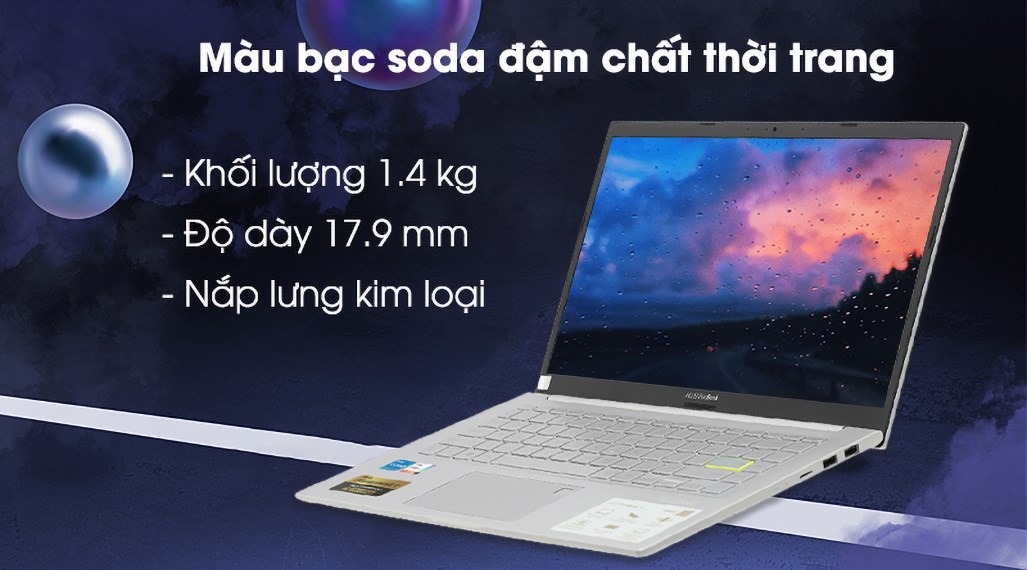 Màu bạc soda đậm chất thời trang
- Khối lượng 1.4 kg
- Độ dày 17.9 mm
- Nắp lưng kim loại